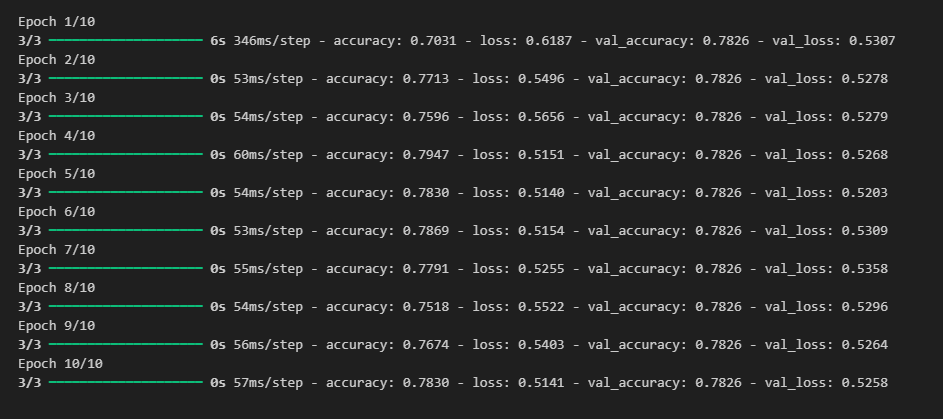 Epoch 1/10
3/3 ━━━━━━━━━━━━━━━━━━━━ 6s 346ms/step - accuracy: 0.7031 - loss: 0.6187 - val_accuracy: 0.7826 - val_loss: 0.5307
Epoch 2/10
3/3 ━━━━━━━━━━━━━━━━━━━━ 0s 53ms/step - accuracy: 0.7713 - loss: 0.5496 - val_accuracy: 0.7826 - val_loss: 0.5278
Epoch 3/10
3/3 ━━━━━━━━━━━━━━━━━━━━ 0s 54ms/step - accuracy: 0.7596 - loss: 0.5656 - val_accuracy: 0.7826 - val_loss: 0.5279
Epoch 4/10
3/3 ━━━━━━━━━━━━━━━━━━━━ 0s 60ms/step - accuracy: 0.7947 - loss: 0.5151 - val_accuracy: 0.7826 - val_loss: 0.5268
Epoch 5/10
3/3 ━━━━━━━━━━━━━━━━━━━━ 0s 54ms/step - accuracy: 0.7830 - loss: 0.5140 - val_accuracy: 0.7826 - val_loss: 0.5203
Epoch 6/10
3/3 ━━━━━━━━━━━━━━━━━━━━ 0s 53ms/step - accuracy: 0.7869 - loss: 0.5154 - val_accuracy: 0.7826 - val_loss: 0.5309
Epoch 7/10
3/3 ━━━━━━━━━━━━━━━━━━━━ 0s 55ms/step - accuracy: 0.7791 - loss: 0.5255 - val_accuracy: 0.7826 - val_loss: 0.5358
Epoch 8/10
3/3 ━━━━━━━━━━━━━━━━━━━━ 0s 54ms/step - accuracy: 0.7518 - loss: 0.5522 - val_accuracy: 0.7826 - val_loss: 0.5296
Epoch 9/10
3/3 ━━━━━━━━━━━━━━━━━━━━ 0s 56ms/step - accuracy: 0.7674 - loss: 0.5403 - val_accuracy: 0.7826 - val_loss: 0.5264
Epoch 10/10
3/3 ━━━━━━━━━━━━━━━━━━━━ 0s 57ms/step - accuracy: 0.7830 - loss: 0.5141 - val_accuracy: 0.7826 - val_loss: 0.5258